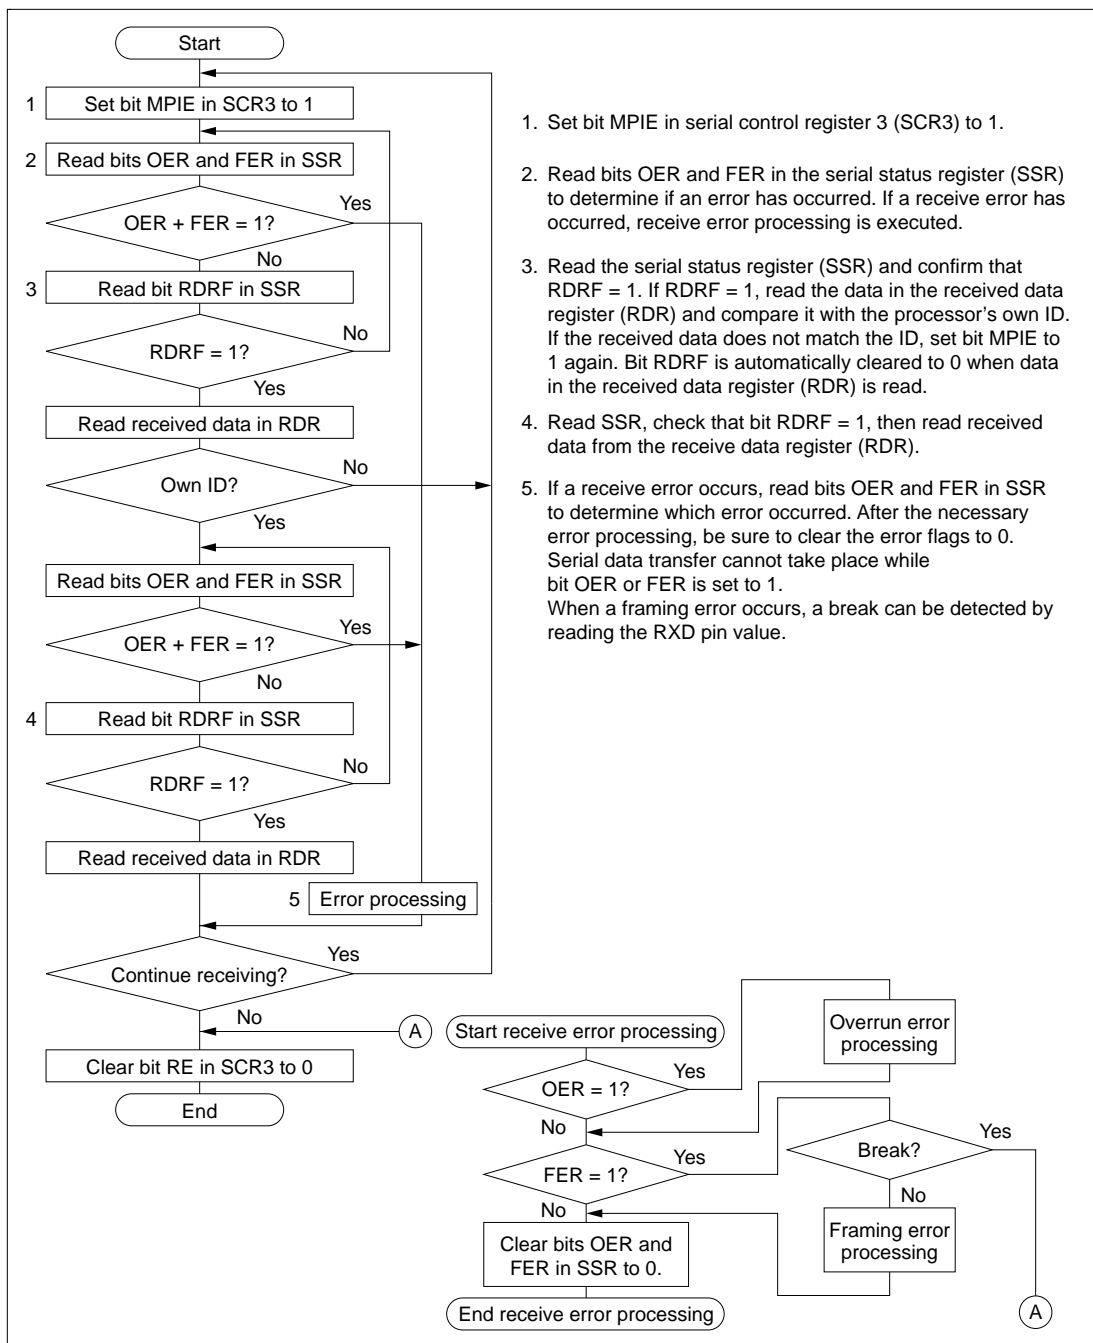 Start
1 Set bit MPIE in SCR3 to 1
2 Read bits OER and FER in SSR
OER + FER = 1?
Yes
No
3 Read bit RDRF in SSR
RDRF = 1?
No
Yes
Read received data in RDR
Own ID?
No
Yes
Read bits OER and FER in SSR
OER + FER = 1?
Yes
No
4 Read bit RDRF in SSR
RDRF = 1?
No
Yes
Read received data in RDR
5 Error processing
Continue receiving?
Yes
No
A
Clear bit RE in SCR3 to 0
End
1. Set bit MPIE in serial control register 3 (SCR3) to 1.
2. Read bits OER and FER in the serial status register (SSR)
to determine if an error has occurred. If a receive error has
occurred, receive error processing is executed.
3. Read the serial status register (SSR) and confirm that
RDRF = 1. If RDRF = 1, read the data in the received data
register (RDR) and compare it with the processor's own ID.
If the received data does not match the ID, set bit MPIE to
1 again. Bit RDRF is automatically cleared to 0 when data
in the received data register (RDR) is read.
4. Read SSR, check that bit RDRF = 1, then read received
data from the receive data register (RDR).
5. If a receive error occurs, read bits OER and FER in SSR
to determine which error occurred. After the necessary
error processing, be sure to clear the error flags to 0.
Serial data transfer cannot take place while
bit OER or FER is set to 1.
When a framing error occurs, a break can be detected by
reading the RXD pin value.
Start receive error processing
OER = 1?
Yes
No
Overrun error
processing
FER = 1?
Yes
No
Break?
Yes
No
Framing error
processing
Clear bits OER and
FER in SSR to 0.
End receive error processing
A